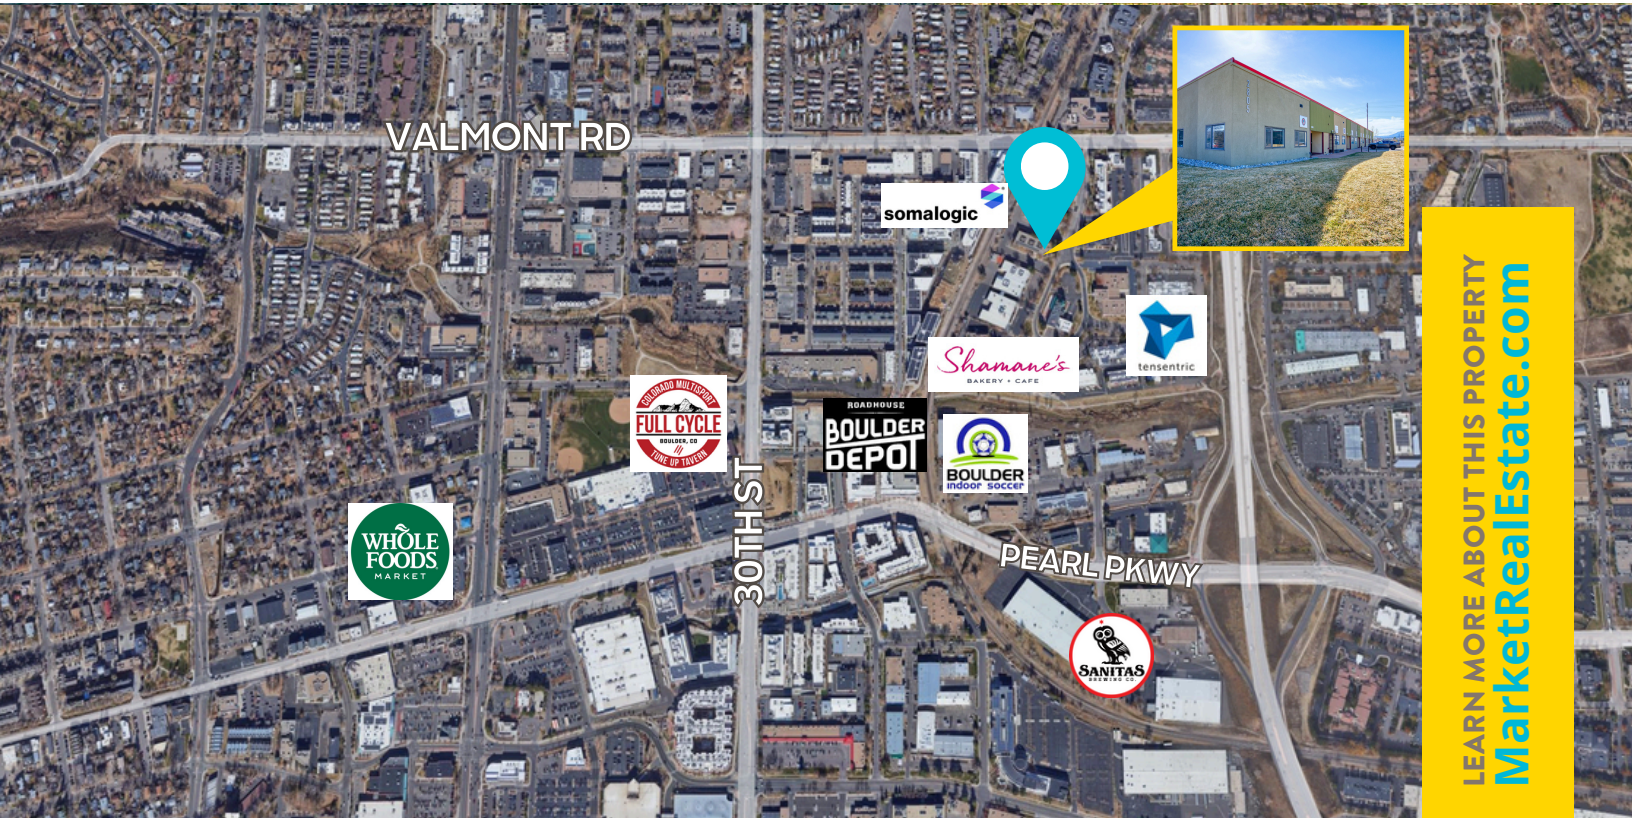 VALMONT RD
somalogic
tensentric
Shamane's
BAKERY + CAFE
COLORADO MULTISPORT
FULL CYCLE
BOULDER, CO
TUNE UP TAVERN
ROADHOUSE
BOULDER
DEPOT
BOULDER
indoor soccer
30TH ST
WHOLE
FOODS
MARKET
PEARL PKWY
SANITAS
BREWING CO.
LEARN MORE ABOUT THIS PROPERTY
MarketRealEstate.com